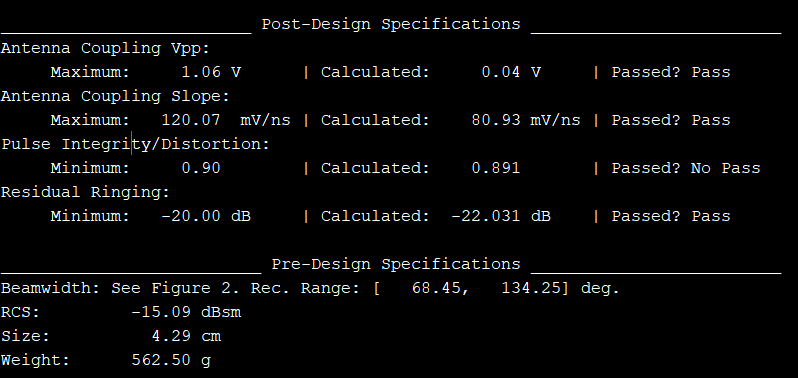 _________________________ Post-Design Specifications _________________________
Antenna Coupling Vpp:
     Maximum:     1.06 V      | Calculated:     0.04 V     | Passed? Pass
Antenna Coupling Slope:
     Maximum:   120.07  mV/ns | Calculated:    80.93 mV/ns | Passed? Pass
Pulse Integrity/Distortion:
     Minimum:     0.90        | Calculated:    0.891       | Passed? No Pass
Residual Ringing:
     Minimum:   -20.00 dB     | Calculated:  -22.031 dB    | Passed? Pass
__________________________ Pre-Design Specifications _________________________
Beamwidth: See Figure 2. Rec. Range: [   68.45,   134.25] deg.
RCS:         -15.09 dBsm
Size:          4.29 cm
Weight:      562.50 g